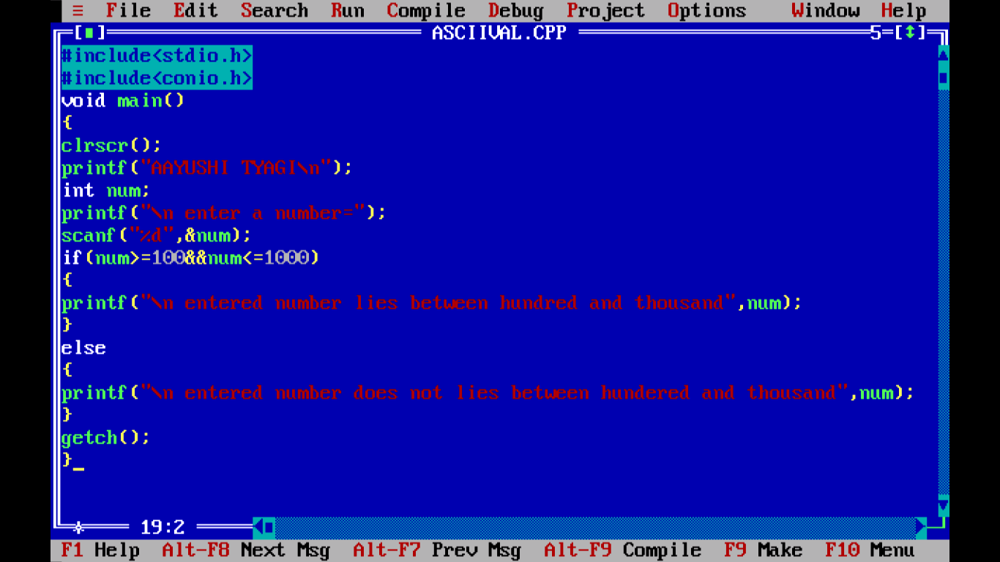 ≡ File Edit Search Run Compile Debug Project Options Window Help
[■] ASCIIVAL.CPP 5=[↕]
#include<stdio.h>
#include<conio.h>
void main()
{
clrscr();
printf("AAYUSHI TYAGI\n");
int num;
printf("\n enter a number=");
scanf("%d",&num);
if(num>=100&&num<=1000)
{
printf("\n entered number lies between hundred and thousand",num);
}
else
{
printf("\n entered number does not lies between hundered and thousand",num);
}
getch();
}_
19:2
F1 Help Alt-F8 Next Msg Alt-F7 Prev Msg Alt-F9 Compile F9 Make F10 Menu